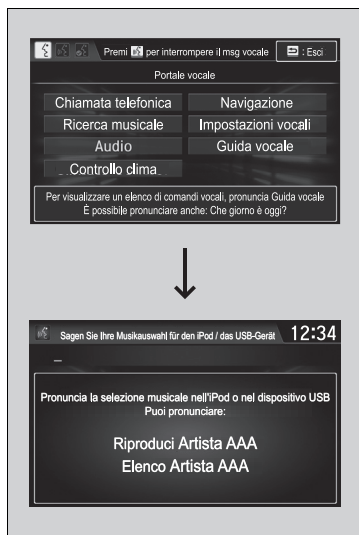 Premi per interrompere il msg vocale : Esci
Portale vocale
Chiamata telefonica Navigazione
Ricerca musicale Impostazioni vocali
Audio Guida vocale
Controllo clima
Per visualizzare un elenco di comandi vocali, pronuncia Guida vocale
È possibile pronunciare anche: Che giorno è oggi?
Sagen Sie Ihre Musikauswahl für den iPod / das USB-Gerät 12:34
Pronuncia la selezione musicale nell'iPod o nel dispositivo USB
Puoi pronunciare:
Riproduci Artista AAA
Elenco Artista AAA